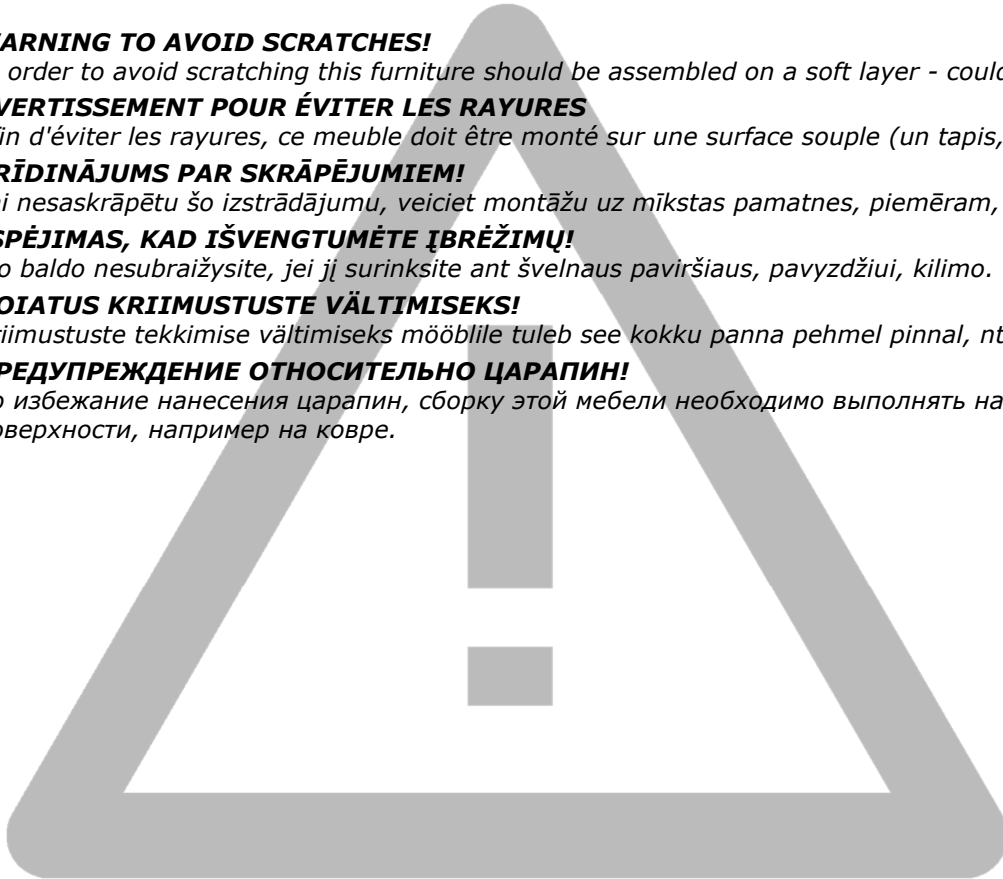 ARNING TO AVOID SCRATCHES!
order to avoid scratching this furniture should be assembled on a soft layer - could
VERTISSEMENT POUR ÉVITER LES RAYURES
in d'éviter les rayures, ce meuble doit être monté sur une surface souple (un tapis,
RĪDINĀJUMS PAR SKRĀPĒJUMIEM!
i nesaskrāpētu šo izstrādājumu, veiciet montāžu uz mīkstas pamatnes, piemēram,
SPĖJIMAS, KAD IŠVENGTUMĖTE ĮBRĖŽIMŲ!
o baldo nesubraižysite, jei jį surinksite ant švelnaus paviršiaus, pavyzdžiui, kilimo.
OIATUS KRIIMUSTUSTE VÄLTIMISEKS!
riimustuste tekkimise vältimiseks mööblile tuleb see kokku panna pehmel pinnal, nt
РЕДУПРЕЖДЕНИЕ ОТНОСИТЕЛЬНО ЦАРАПИН!
о избежание нанесения царапин, сборку этой мебели необходимо выполнять на
оверхности, например на ковре.